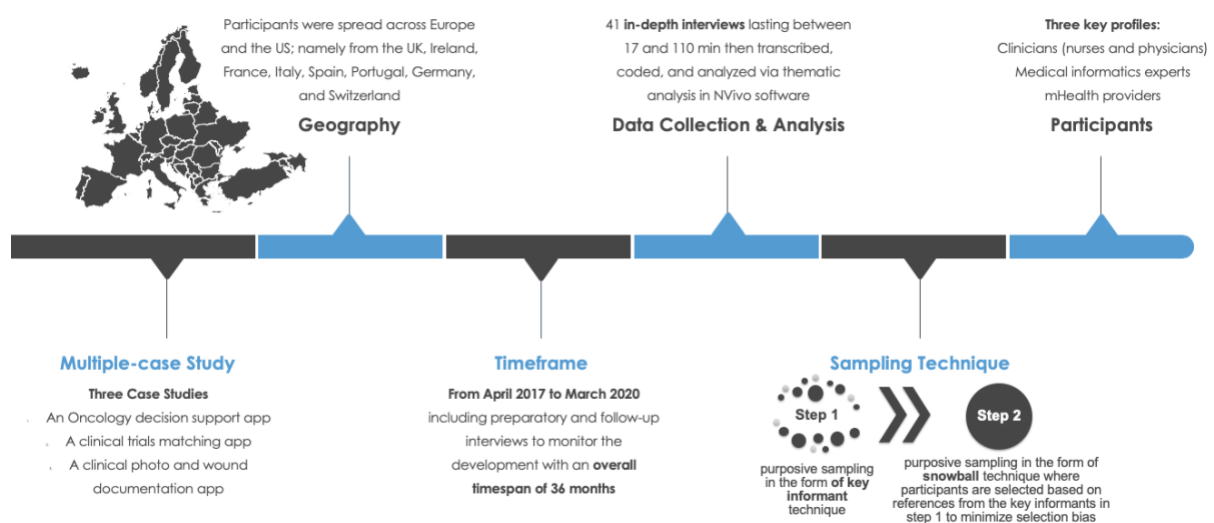 Participants were spread across Europe
and the US; namely from the UK, Ireland,
France, Italy, Spain, Portugal, Germany,
and Switzerland
Geography
41 in-depth interviews lasting between
17 and 110 min then transcribed,
coded, and analyzed via thematic
analysis in NVivo software
Data Collection & Analysis
Three key profiles:
Clinicians (nurses and physicians)
Medical informatics experts
mHealth providers
Participants
Multiple-case Study
Three Case Studies
An Oncology decision support app
A clinical trials matching app
A clinical photo and wound
documentation app
Timeframe
From April 2017 to March 2020
including preparatory and follow-up
interviews to monitor the
development with an overall
timespan of 36 months
Sampling Technique
Step 1
purposive sampling
in the form of key
informant
technique
Step 2
purposive sampling in the form of
snowball technique where
participants are selected based on
references from the key informants in
step 1 to minimize selection bias